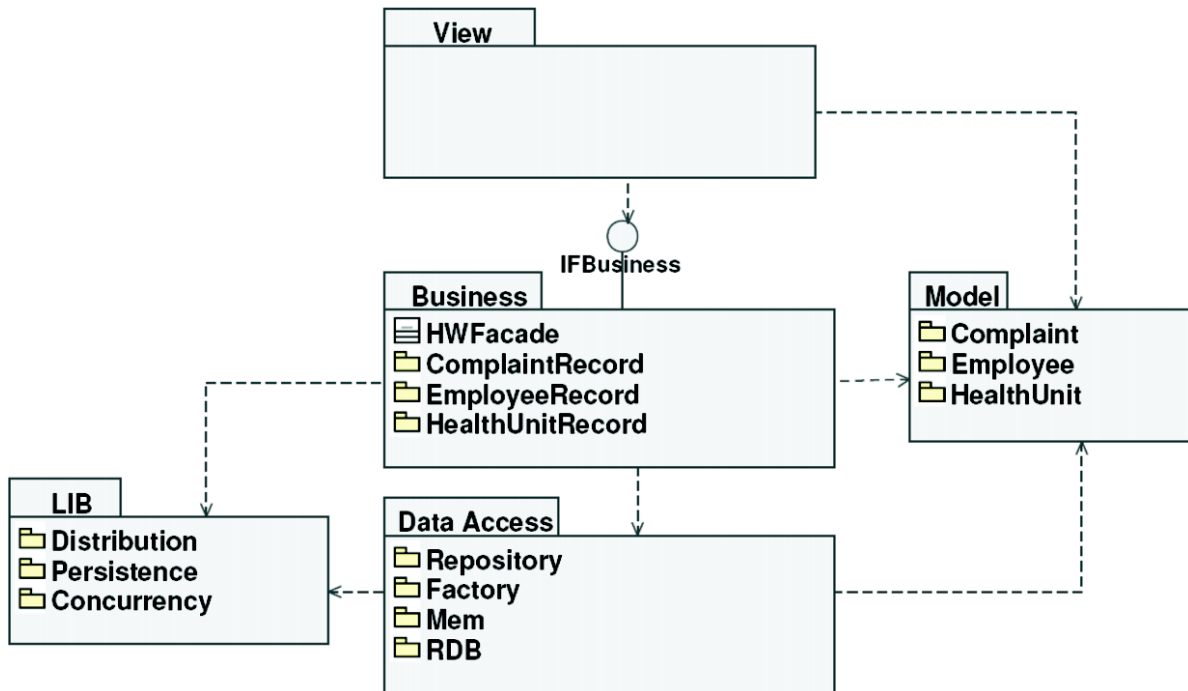 View
IFBusiness
Business
HWFacade
ComplaintRecord
EmployeeRecord
HealthUnitRecord
Model
Complaint
Employee
HealthUnit
LIB
Distribution
Persistence
Concurrency
Data Access
Repository
Factory
Mem
RDB